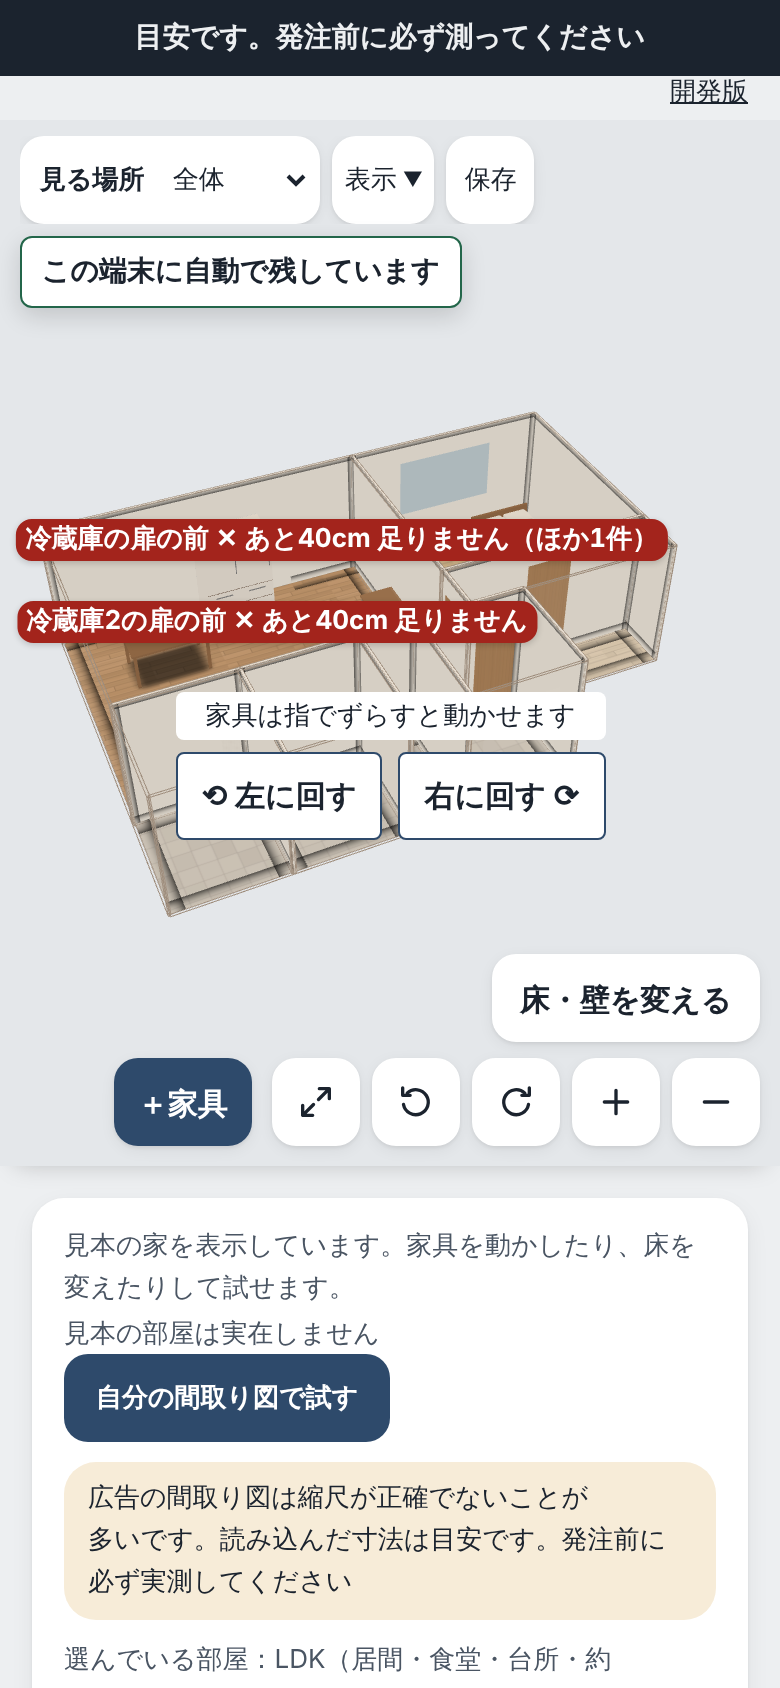 目安です。発注前に必ず測ってください
開発版
見る場所 全体 表示▼ 保存
この端末に自動で残しています
冷蔵庫の扉の前 ✕ あと40cm 足りません（ほか1件）
冷蔵庫2の扉の前 ✕ あと40cm 足りません
家具は指でずらすと動かせます
⟲ 左に回す 右に回す ⟳
床・壁を変える
＋家具
見本の家を表示しています。家具を動かしたり、床を
変えたりして試せます。
見本の部屋は実在しません
自分の間取り図で試す
広告の間取り図は縮尺が正確でないことが
多いです。読み込んだ寸法は目安です。発注前に
必ず実測してください
選んでいる部屋：LDK（居間・食堂・台所・約